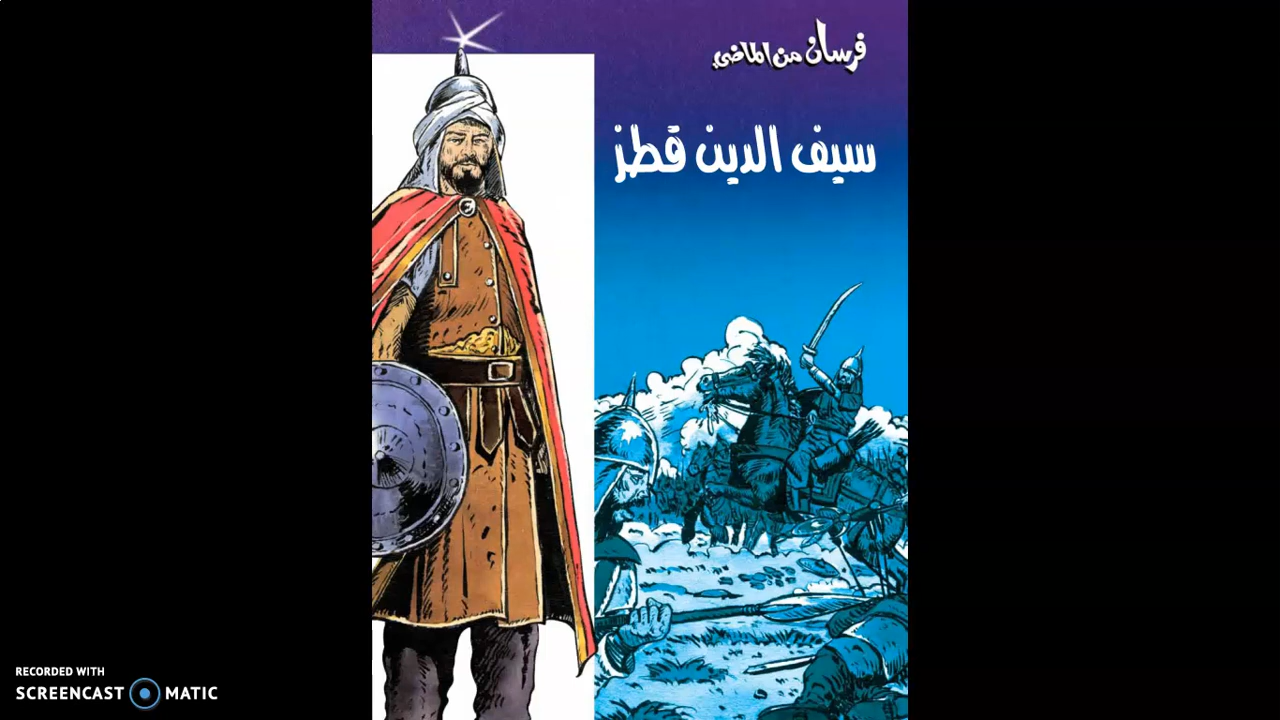 فرسان من الماضي
سيف الدين قطز
RECORDED WITH
SCREENCAST MATIC